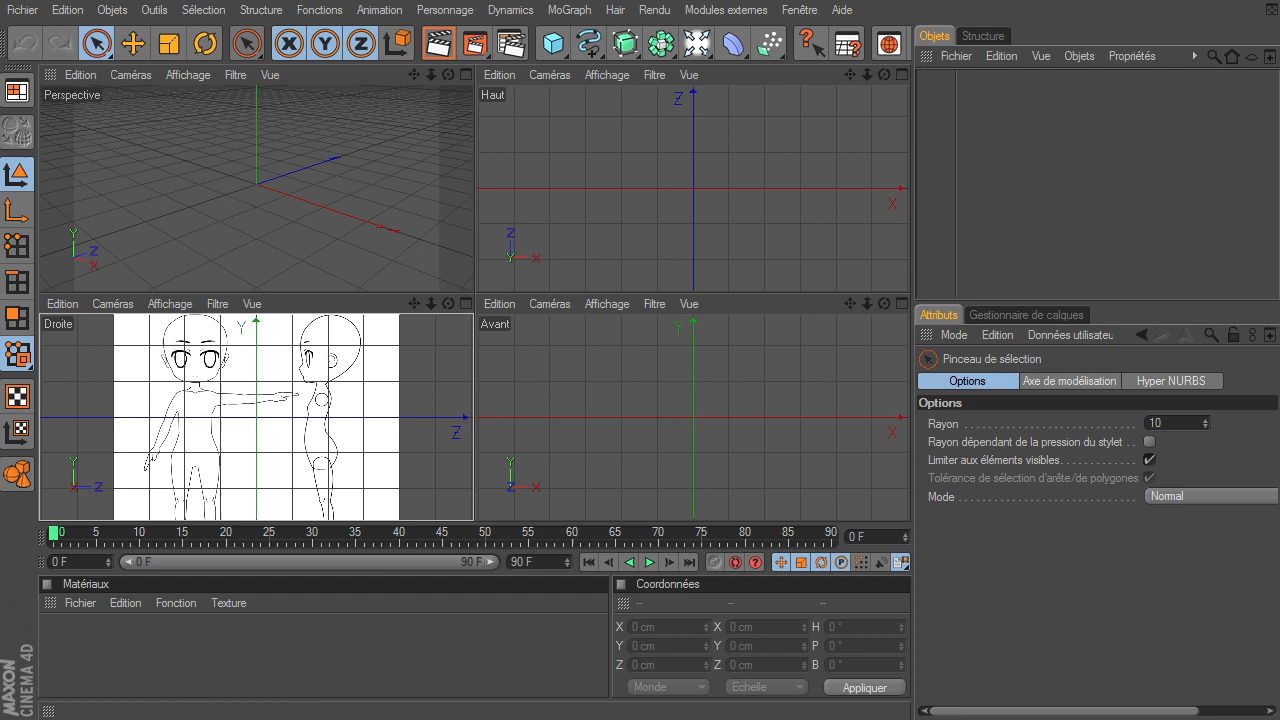 Fichier Edition Objets Outils Sélection Structure Fonctions Animation Personnage Dynamics MoGraph Hair Rendu Modules externes Fenêtre Aide
X Y Z
Objets Structure
Fichier Edition Vue Objets Propriétés
Edition Caméras Affichage Filtre Vue
Perspective
Y
Z
X
Edition Caméras Affichage Filtre Vue
Haut
Z
X
Z
Y X
Edition Caméras Affichage Filtre Vue
Droite
Y
Z
Y
X Z
Edition Caméras Affichage Filtre Vue
Avant
Y
X
Y
Z X
Attributs Gestionnaire de calques
Mode Edition Données utilisateu
Pinceau de sélection
Options Axe de modélisation Hyper NURBS
Options
Rayon 10
Rayon dépendant de la pression du stylet
Limiter aux éléments visibles
Tolérance de sélection d'arête/de polygones
Mode Normal
0 5 10 15 20 25 30 35 40 45 50 55 60 65 70 75 80 85 90 0 F
0 F 0 F 90 F 90 F
Matériaux
Fichier Edition Fonction Texture
Coordonnées
-- -- --
X 0 cm X 0 cm H 0 °
Y 0 cm Y 0 cm P 0 °
Z 0 cm Z 0 cm B 0 °
Monde Echelle Appliquer
MAXON
CINEMA 4D